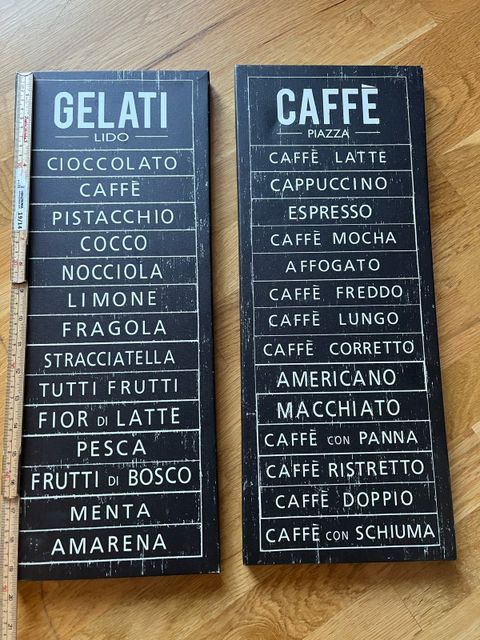 GELATI
LIDO
CIOCCOLATO
CAFFÈ
PISTACCHIO
COCCO
NOCCIOLA
LIMONE
FRAGOLA
STRACCIATELLA
TUTTI FRUTTI
FIOR DI LATTE
PESCA
FRUTTI DI BOSCO
MENTA
AMARENA
CAFFÈ
PIAZZA
CAFFÈ LATTE
CAPPUCCINO
ESPRESSO
CAFFÈ MOCHA
AFFOGATO
CAFFÈ FREDDO
CAFFÈ LUNGO
CAFFÈ CORRETTO
AMERICANO
MACCHIATO
CAFFÈ CON PANNA
CAFFÈ RISTRETTO
CAFFÈ DOPPIO
CAFFÈ CON SCHIUMA
19/14